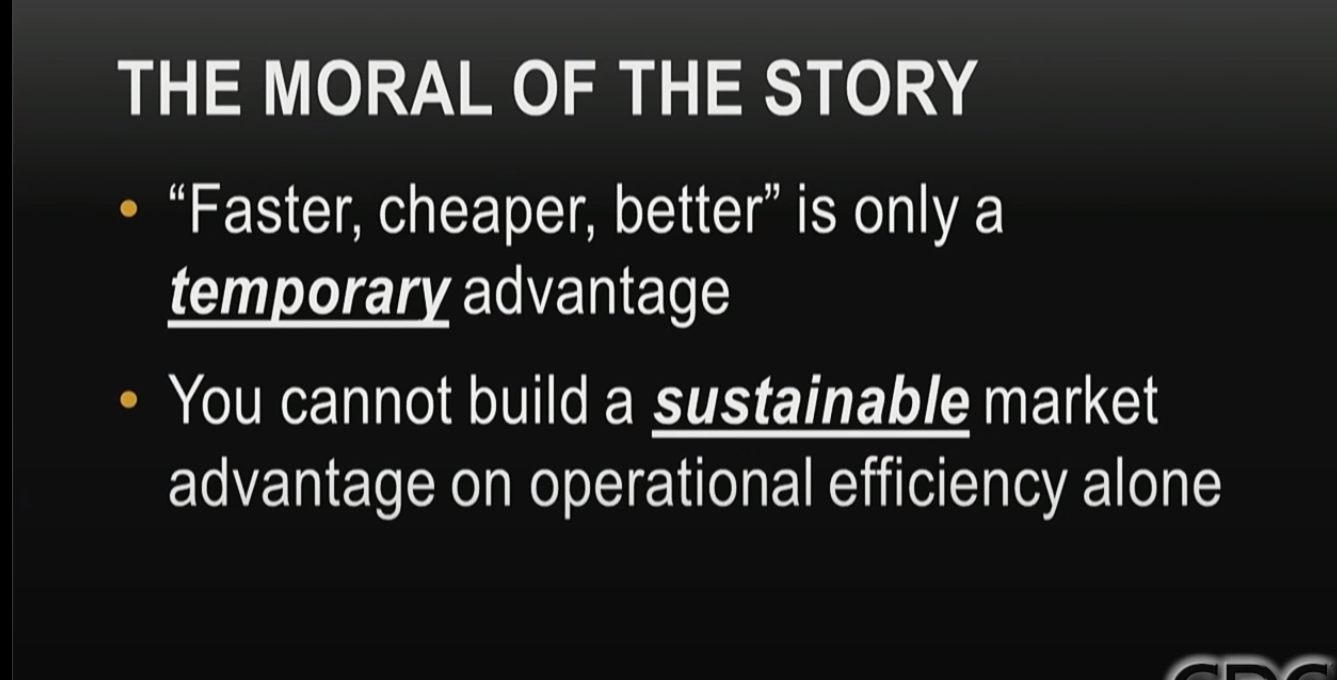 THE MORAL OF THE STORY
• “Faster, cheaper, better” is only a
temporary advantage
• You cannot build a sustainable market
advantage on operational efficiency alone